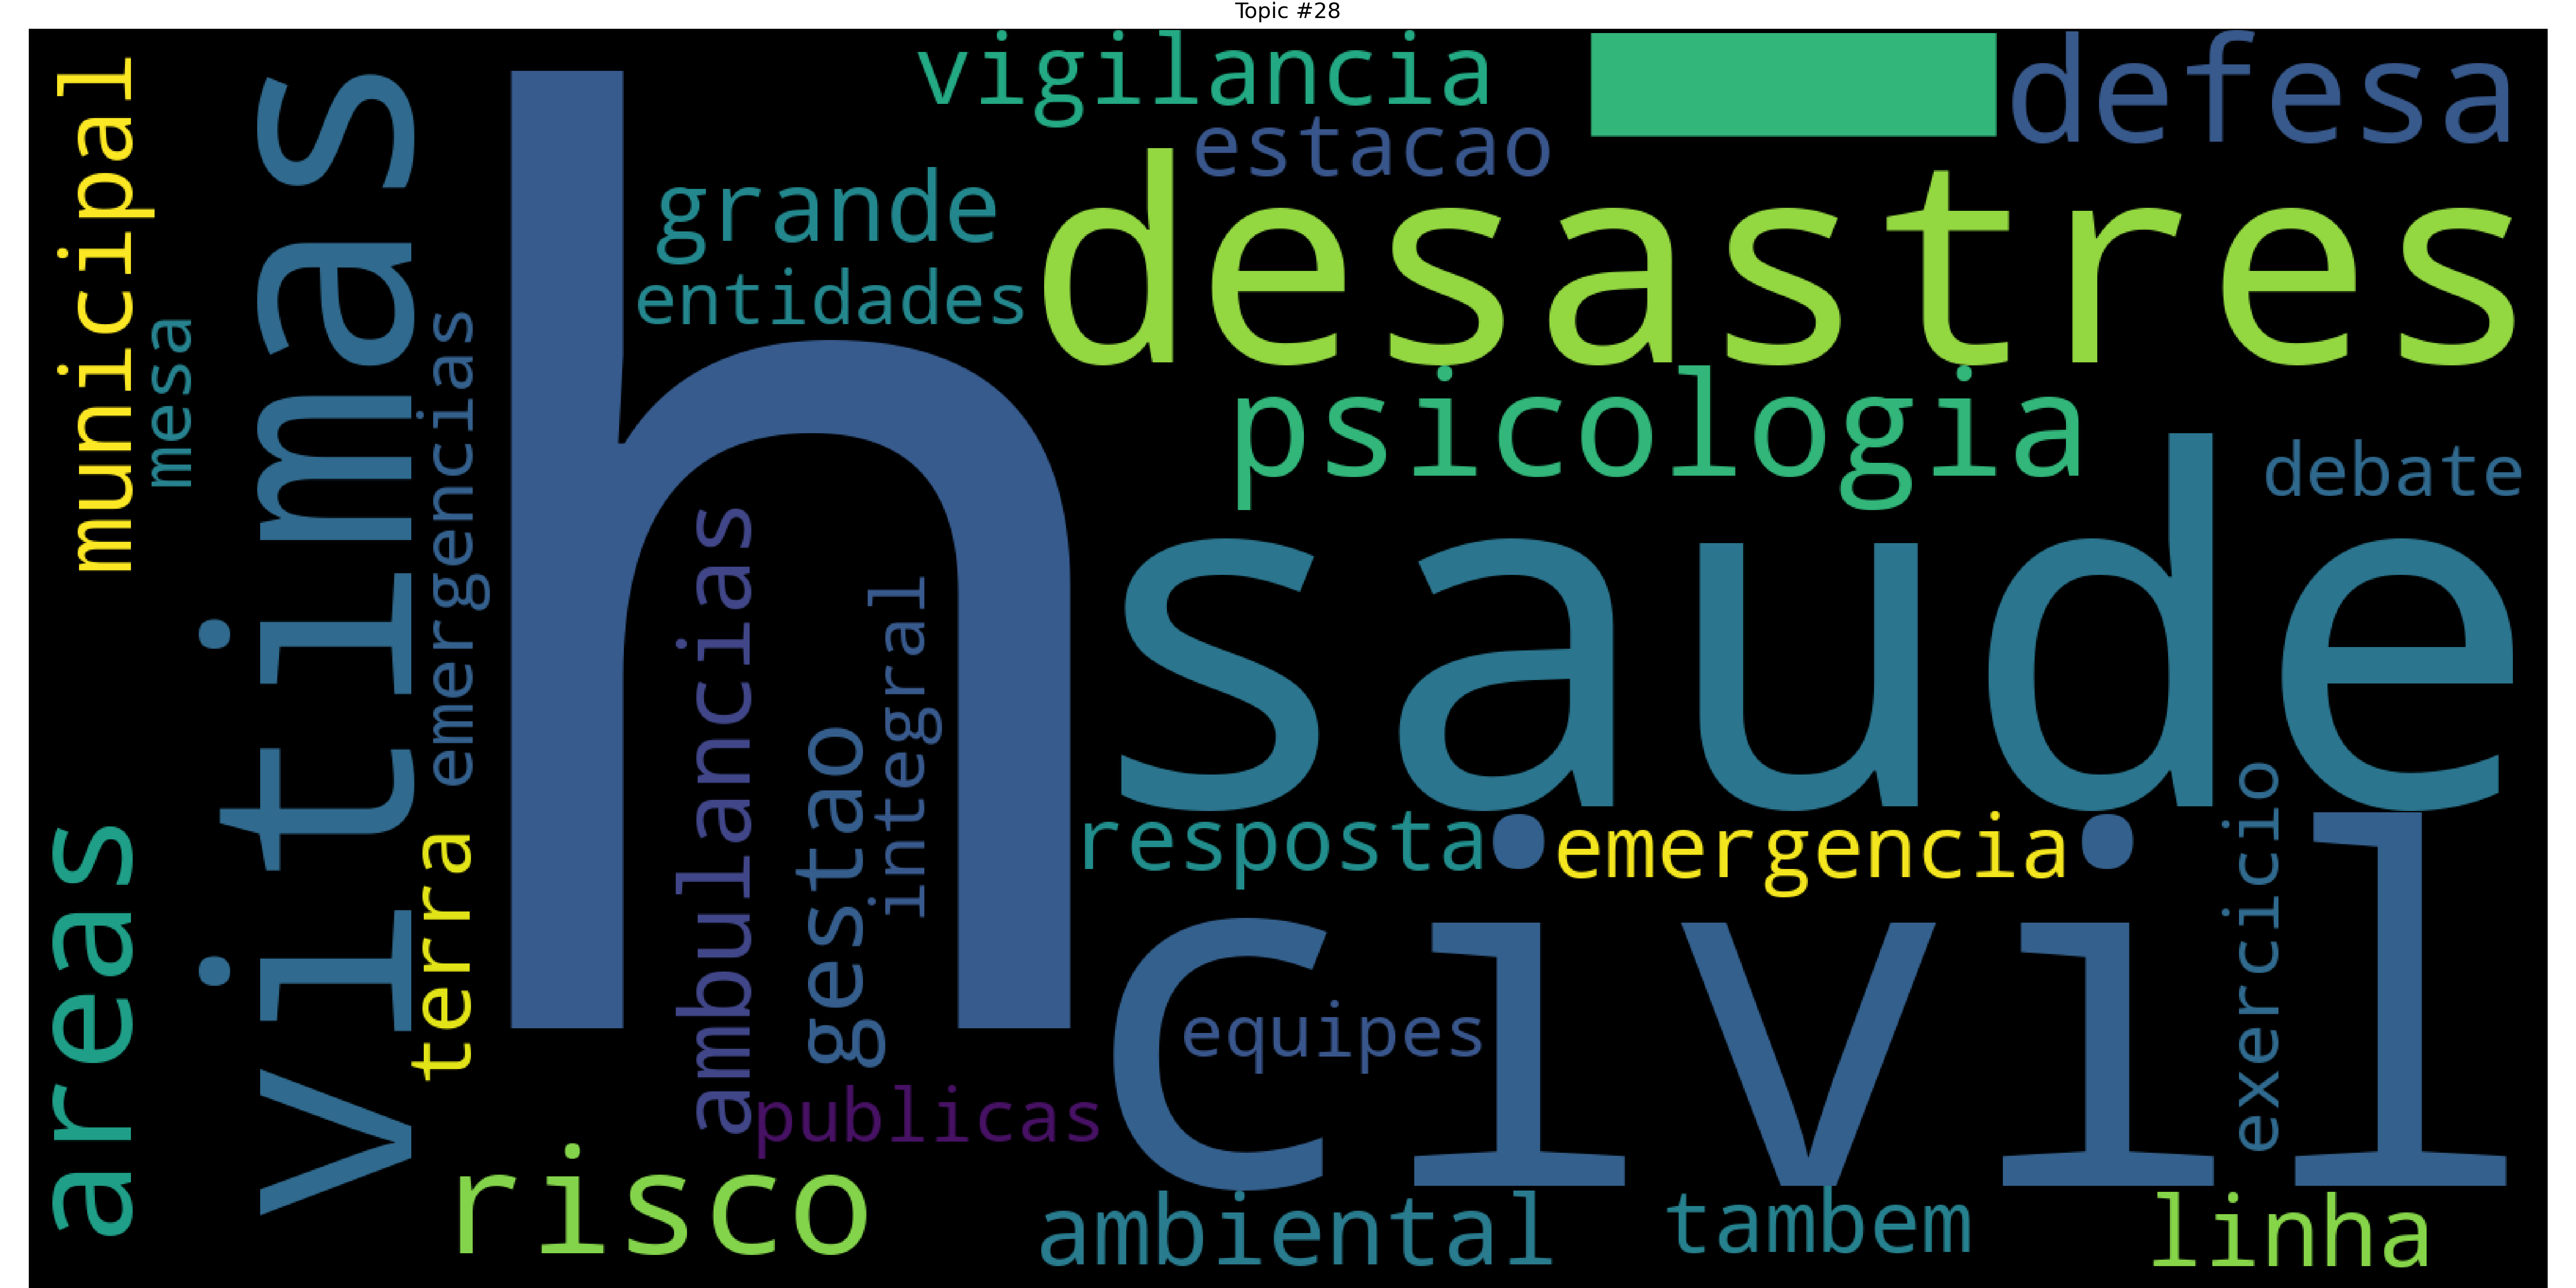 Topic #28
vigilancia
defesa
estacao
municipal
vitimas
grande
desastres
entidades
mesa
emergencias
h
psicologia
debate
saude
ambulancias
integral
gestao
resposta
emergencia
exercicio
areas
terra
civil
equipes
publicas
risco
ambiental
tambem
linha